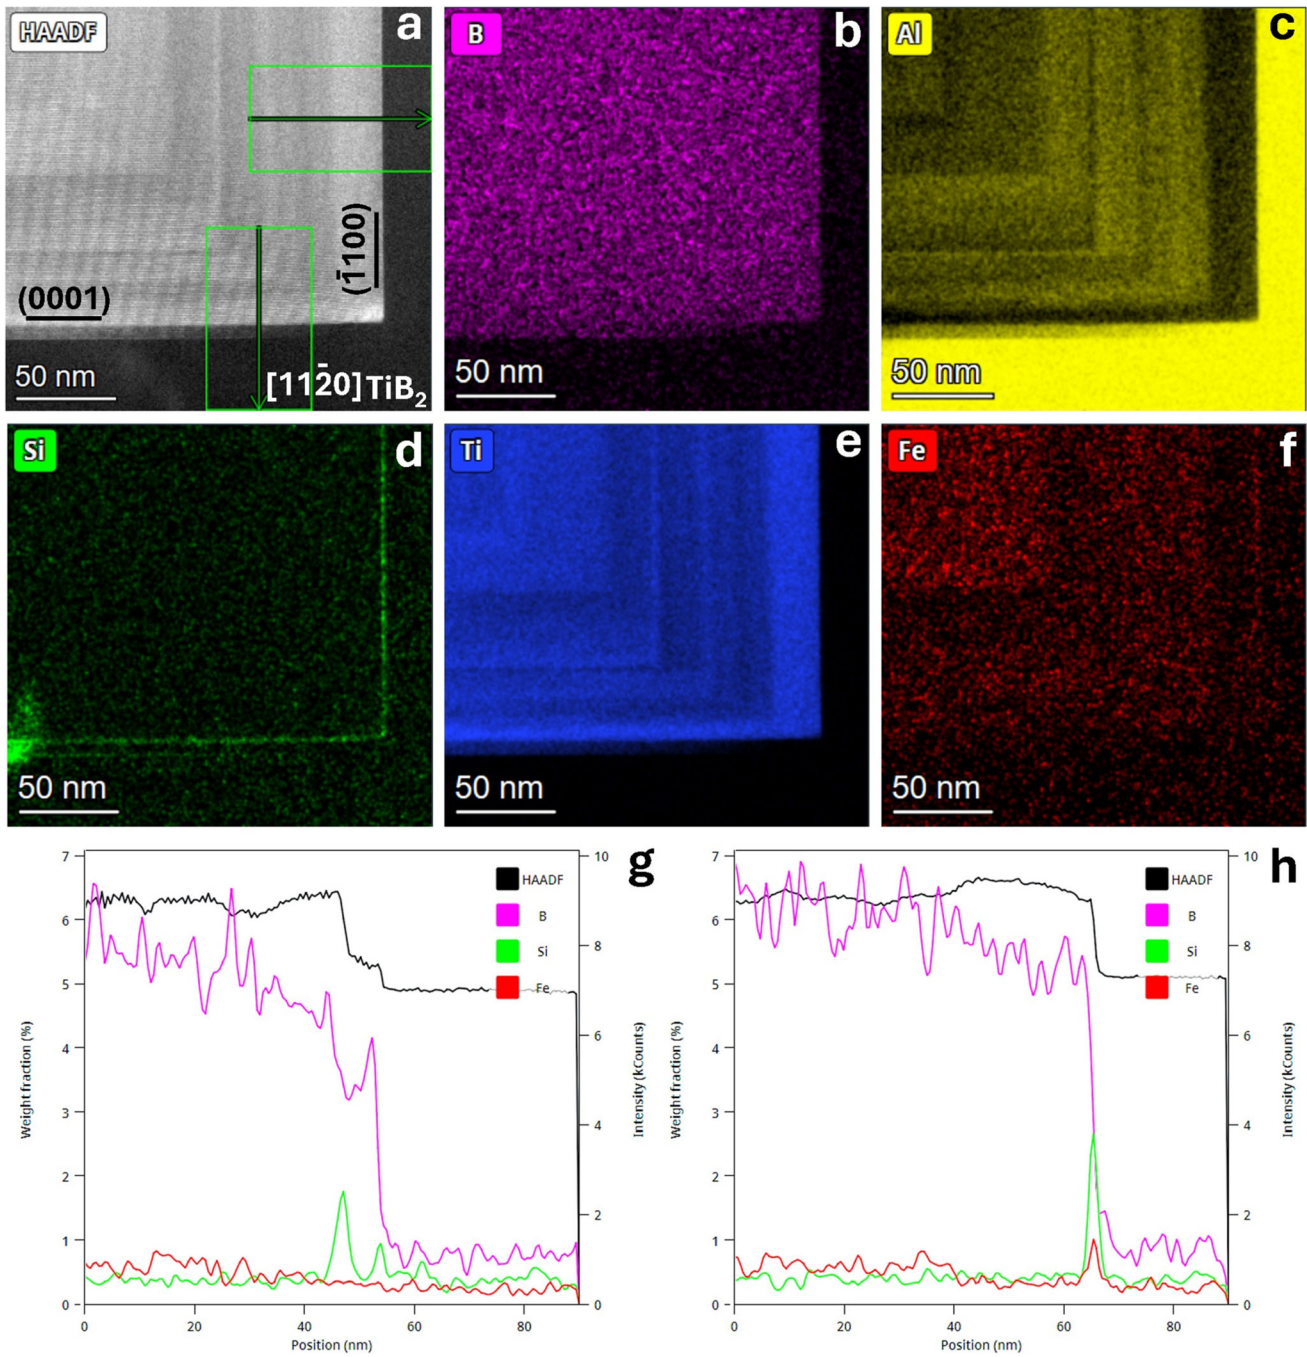 HAADF
a
(0001)
(1̄100)
[112̄0]TiB₂
50 nm
B
b
50 nm
Al
c
50 nm
Si
d
50 nm
Ti
e
50 nm
Fe
f
50 nm
g
7
6
5
4
3
2
1
0
Weight fraction (%)
0 20 40 60 80
Position (nm)
10
8
6
4
2
0
Intensity (kCounts)
HAADF
B
Si
Fe
h
7
6
5
4
3
2
1
0
Weight fraction (%)
0 20 40 60 80
Position (nm)
10
8
6
4
2
0
Intensity (kCounts)
HAADF
B
Si
Fe